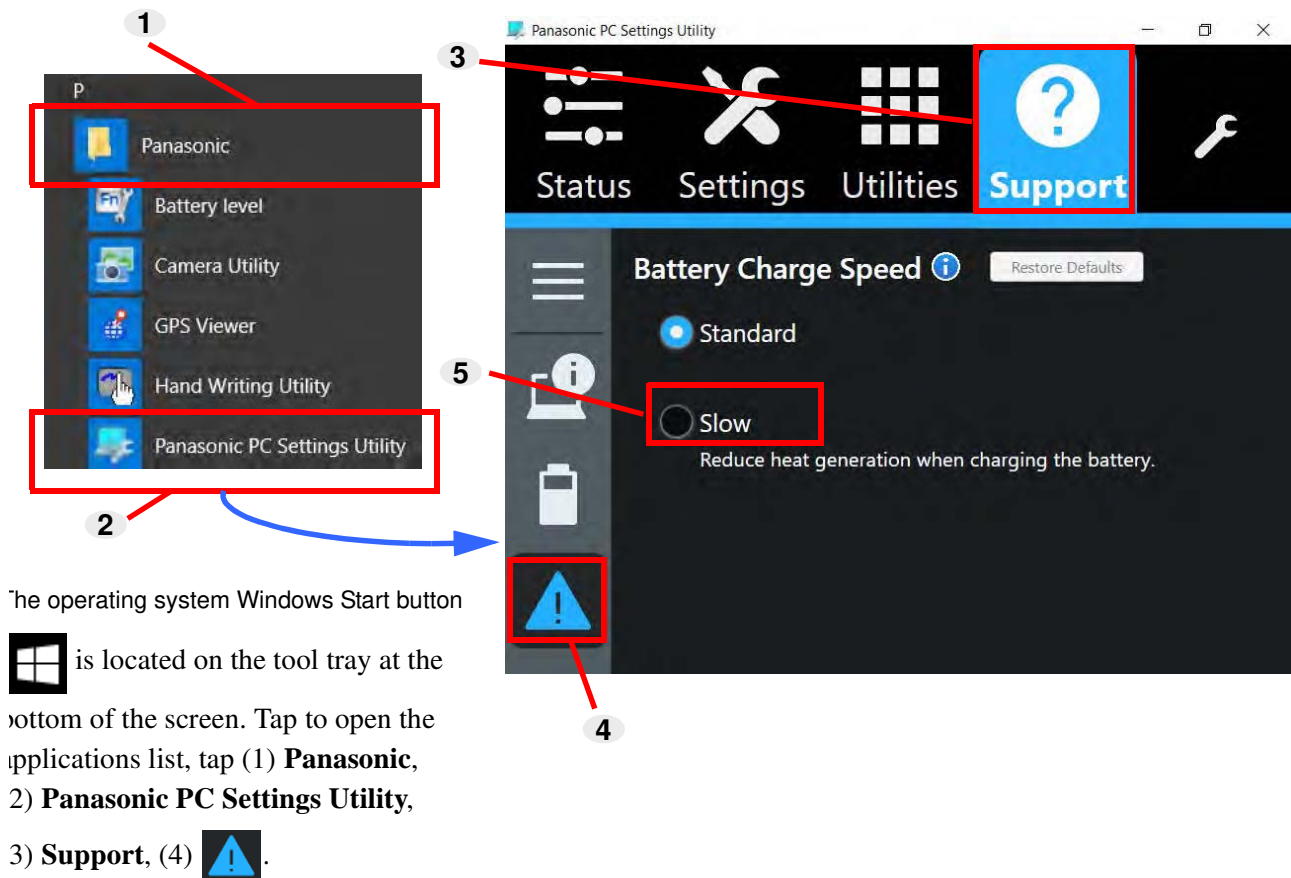 1
P
Panasonic
Battery level
Camera Utility
GPS Viewer
Hand Writing Utility
Panasonic PC Settings Utility
2
Panasonic PC Settings Utility
3
Status Settings Utilities Support
Battery Charge Speed i Restore Defaults
Standard
5
Slow
Reduce heat generation when charging the battery.
4
The operating system Windows Start button
is located on the tool tray at the
bottom of the screen. Tap to open the
applications list, tap (1) Panasonic,
2) Panasonic PC Settings Utility,
3) Support, (4) .